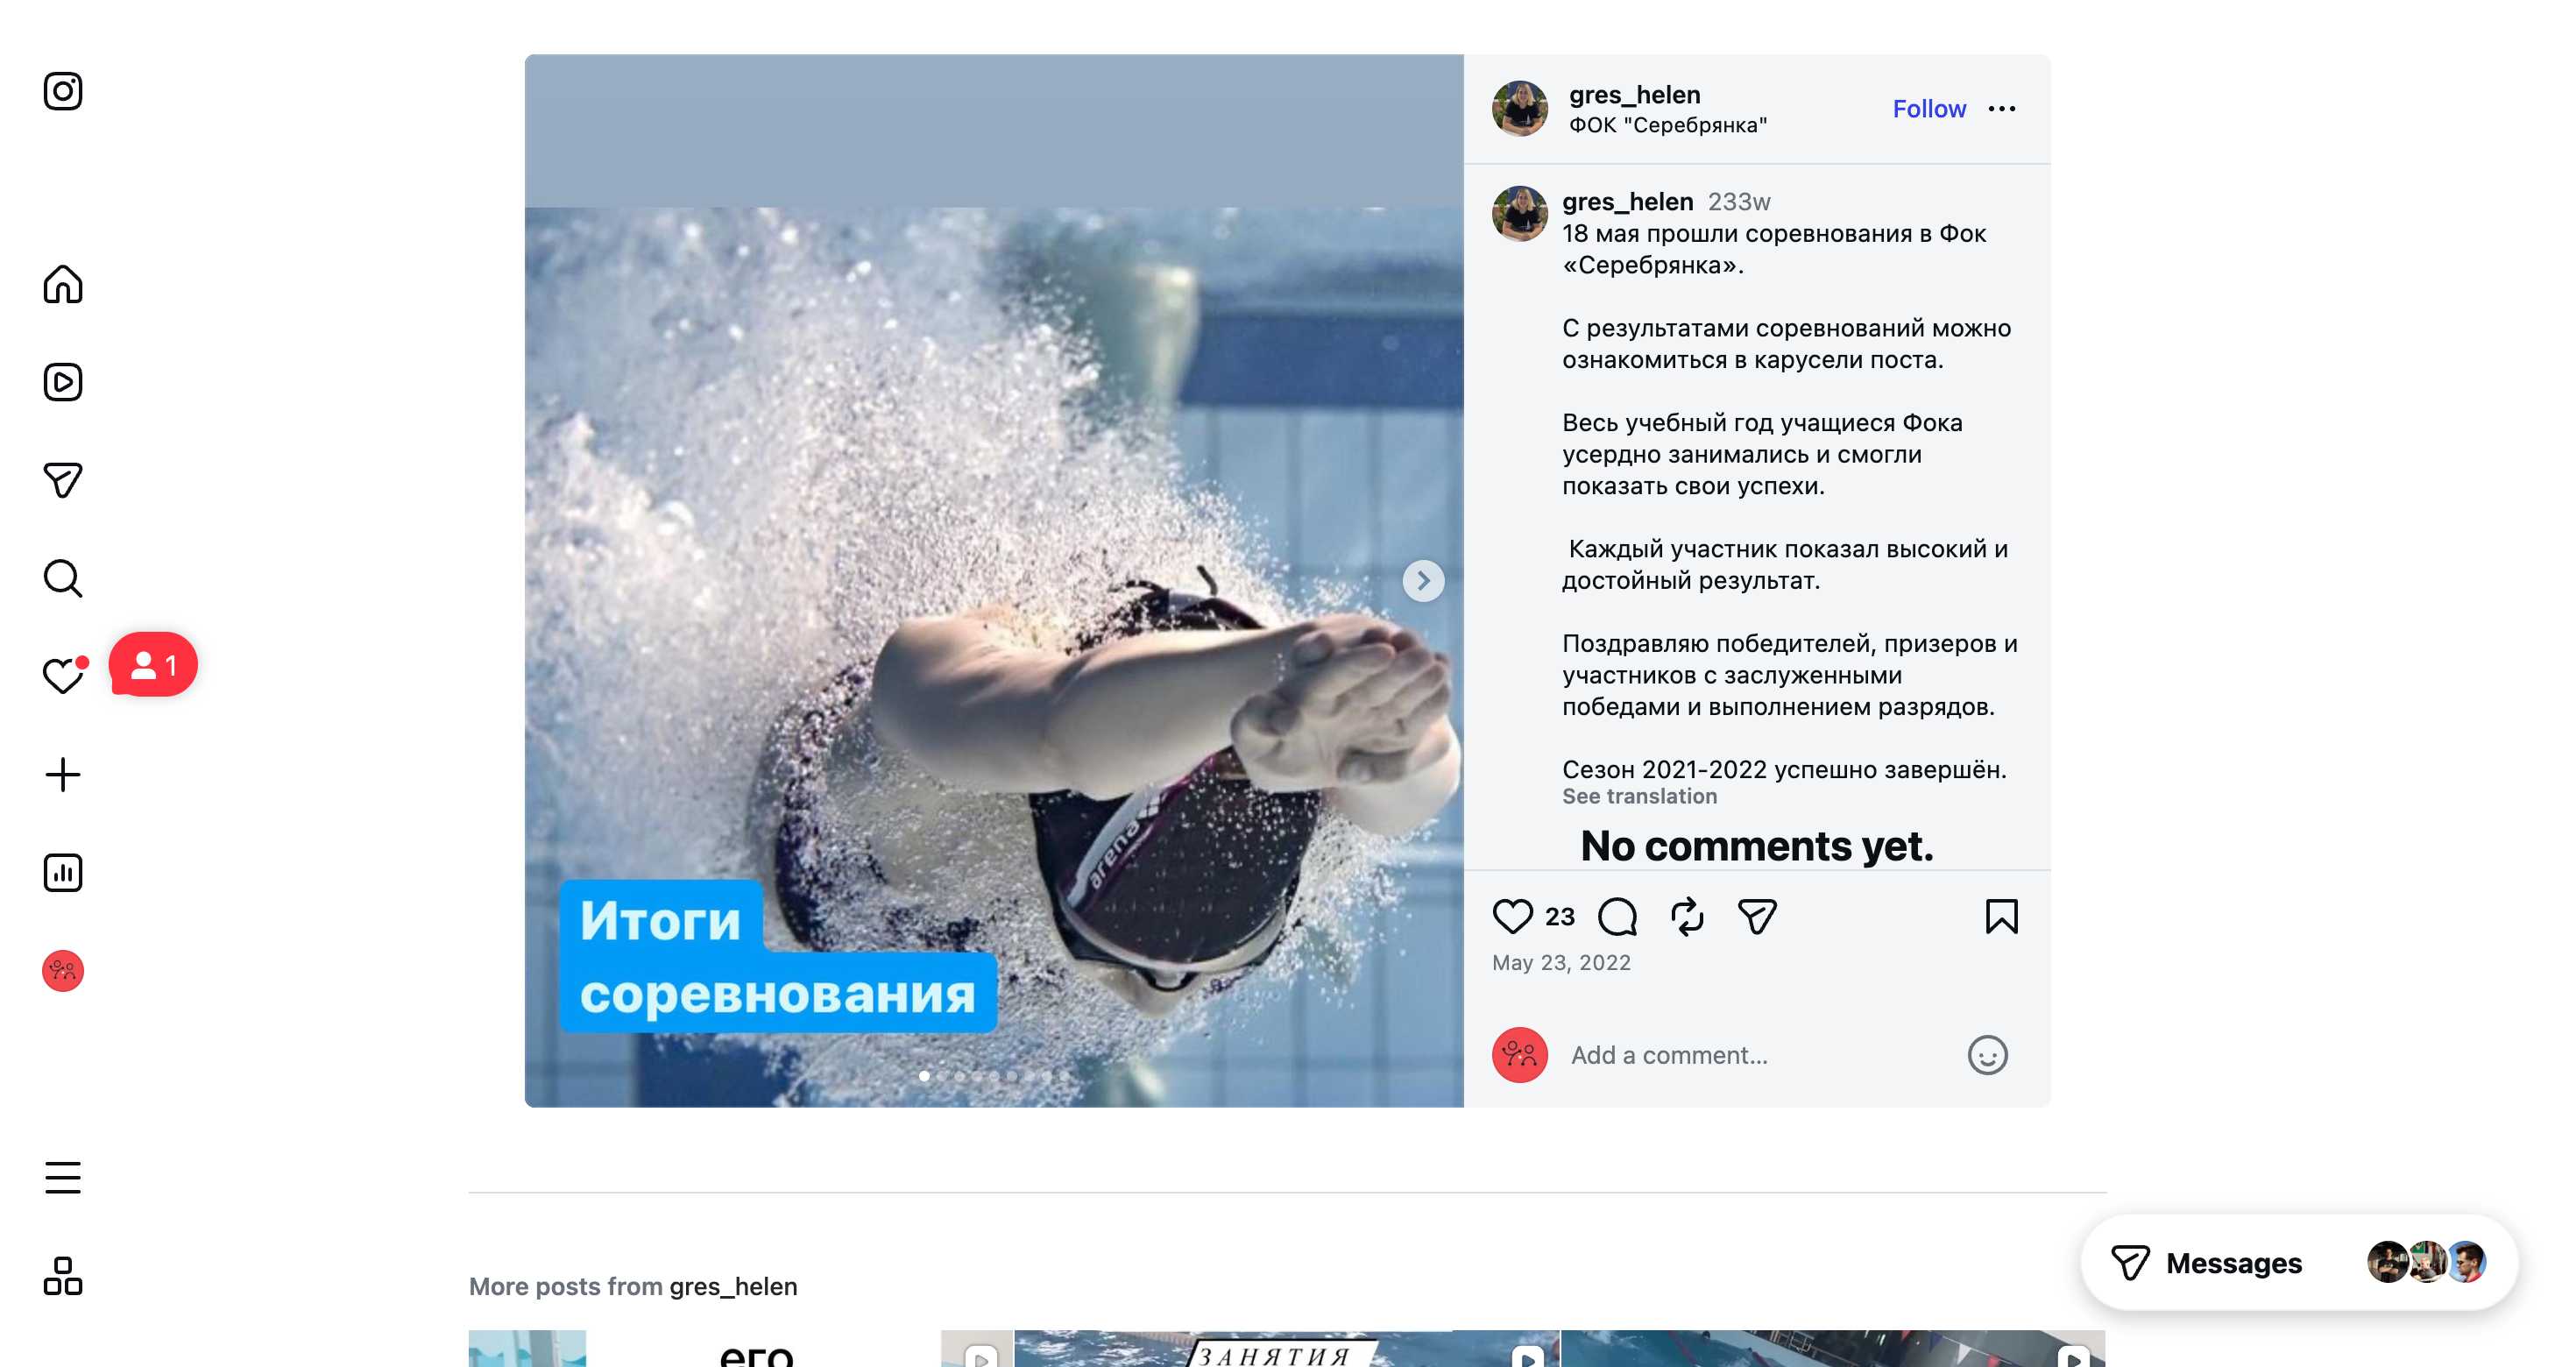 gres_helen
ФОК "Серебрянка"
Follow
gres_helen 233w
18 мая прошли соревнования в Фок
«Серебрянка».
С результатами соревнований можно
ознакомиться в карусели поста.
Весь учебный год учащиеся Фока
усердно занимались и смогли
показать свои успехи.
Каждый участник показал высокий и
достойный результат.
Поздравляю победителей, призеров и
участников с заслуженными
победами и выполнением разрядов.
Сезон 2021-2022 успешно завершён.
See translation
No comments yet.
23
May 23, 2022
Add a comment...
1
arena
Итоги
соревнования
More posts from gres_helen
Messages
его
ЗАНЯТИЯ